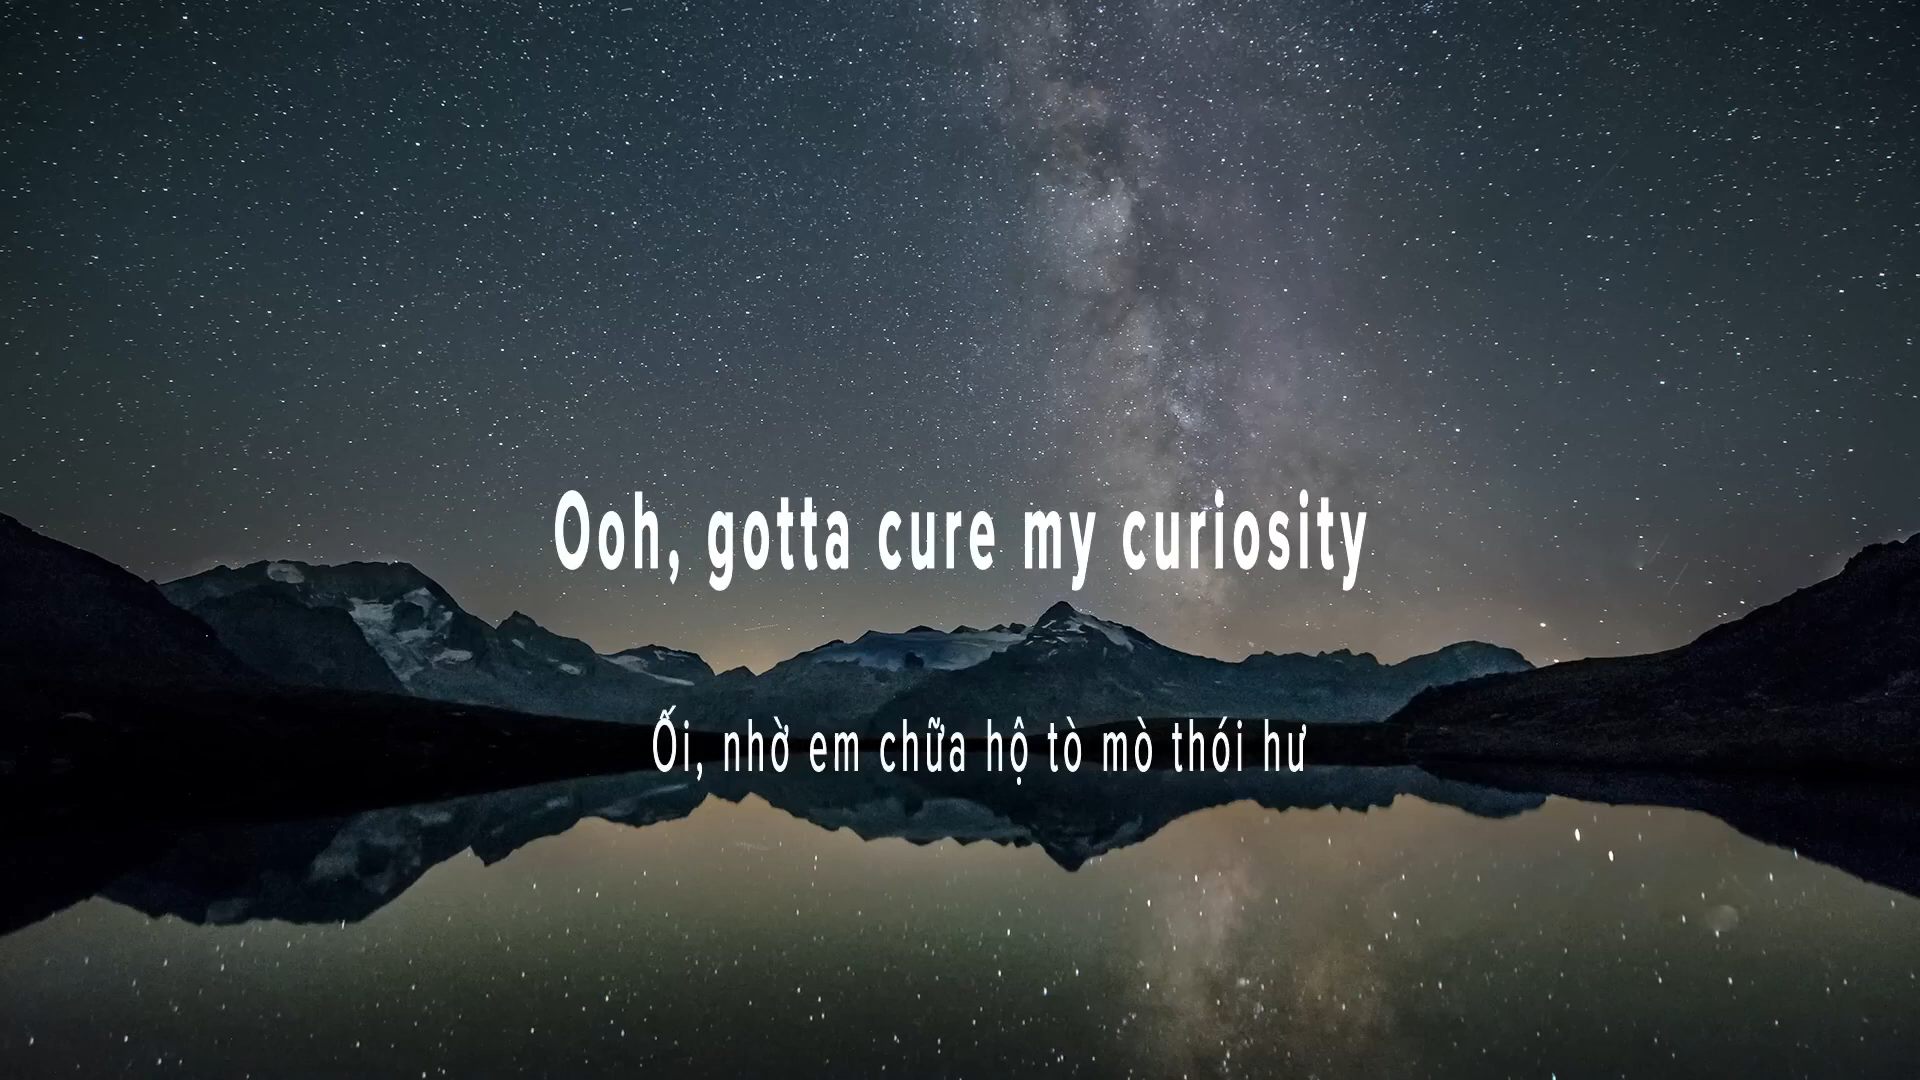 Ooh, gotta cure my curiosity
Ối, nhờ em chữa hộ tò mò thói hư